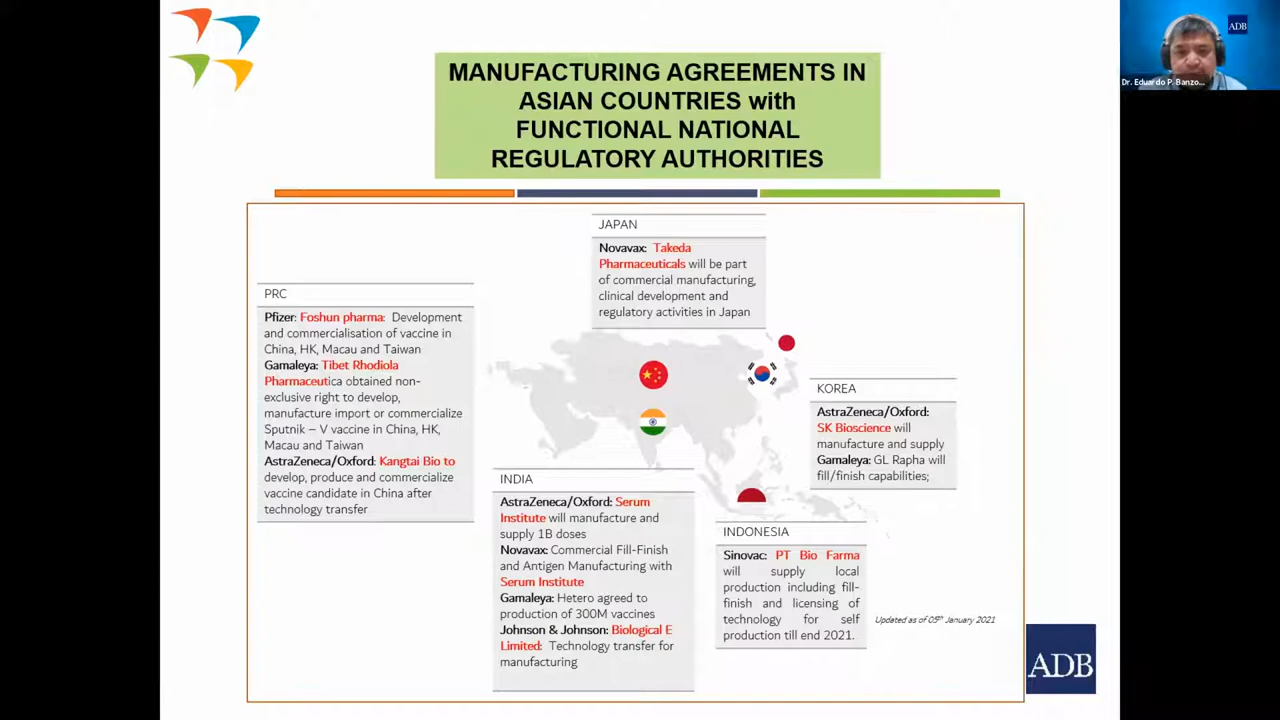 MANUFACTURING AGREEMENTS IN
ASIAN COUNTRIES with
FUNCTIONAL NATIONAL
REGULATORY AUTHORITIES
ADB
Dr. Eduardo P. Banzo...
JAPAN
Novavax: Takeda
Pharmaceuticals will be part
of commercial manufacturing,
clinical development and
regulatory activities in Japan
PRC
Pfizer: Foshun pharma: Development
and commercialisation of vaccine in
China, HK, Macau and Taiwan
Gamaleya: Tibet Rhodiola
Pharmaceutica obtained non-
exclusive right to develop,
manufacture import or commercialize
Sputnik – V vaccine in China, HK,
Macau and Taiwan
AstraZeneca/Oxford: Kangtai Bio to
develop, produce and commercialize
vaccine candidate in China after
technology transfer
KOREA
AstraZeneca/Oxford:
SK Bioscience will
manufacture and supply
Gamaleya: GL Rapha will
fill/finish capabilities;
INDIA
AstraZeneca/Oxford: Serum
Institute will manufacture and
supply 1B doses
Novavax: Commercial Fill-Finish
and Antigen Manufacturing with
Serum Institute
Gamaleya: Hetero agreed to
production of 300M vaccines
Johnson & Johnson: Biological E
Limited: Technology transfer for
manufacturing
INDONESIA
Sinovac: PT Bio Farma
will supply local
production including fill-
finish and licensing of
technology for self
production till end 2021.
Updated as of 05th January 2021
ADB